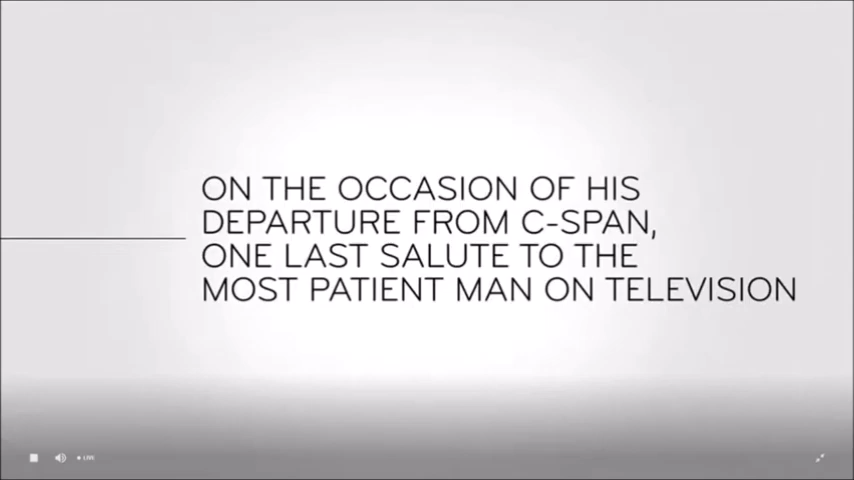 ON THE OCCASION OF HIS
DEPARTURE FROM C-SPAN,
ONE LAST SALUTE TO THE
MOST PATIENT MAN ON TELEVISION
LIVE